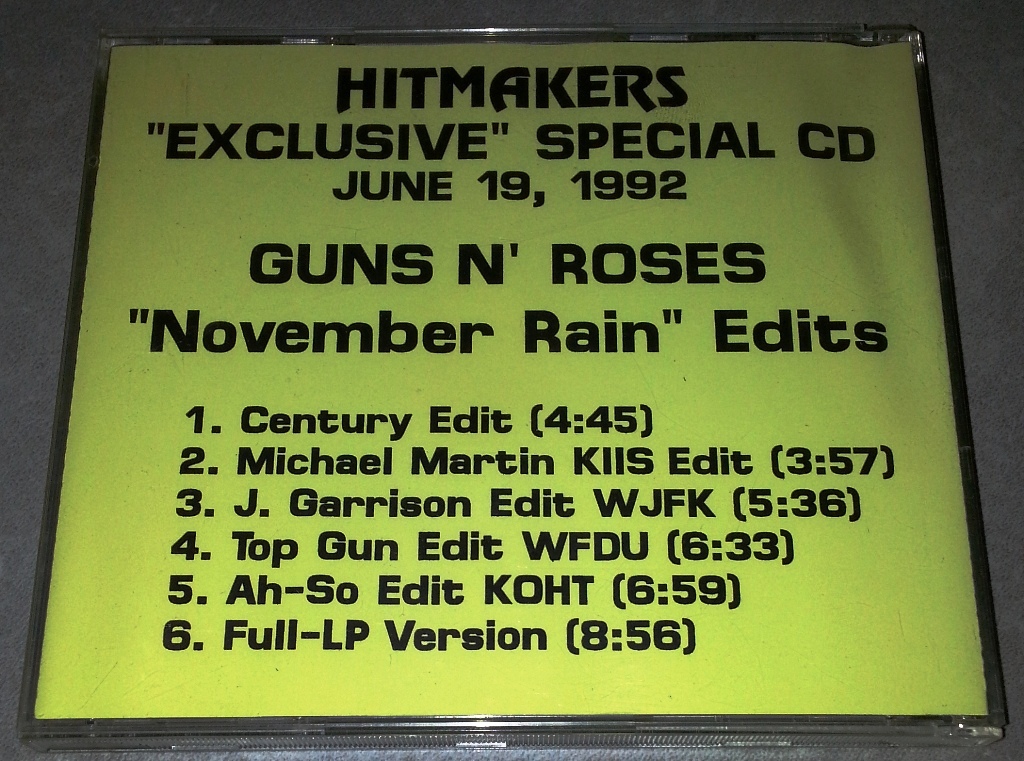 HITMAKERS
"EXCLUSIVE" SPECIAL CD
JUNE 19, 1992
GUNS N' ROSES
"November Rain" Edits
1. Century Edit (4:45)
2. Michael Martin KIIS Edit (3:57)
3. J. Garrison Edit WJFK (5:36)
4. Top Gun Edit WFDU (6:33)
5. Ah-So Edit KOHT (6:59)
6. Full-LP Version (8:56)